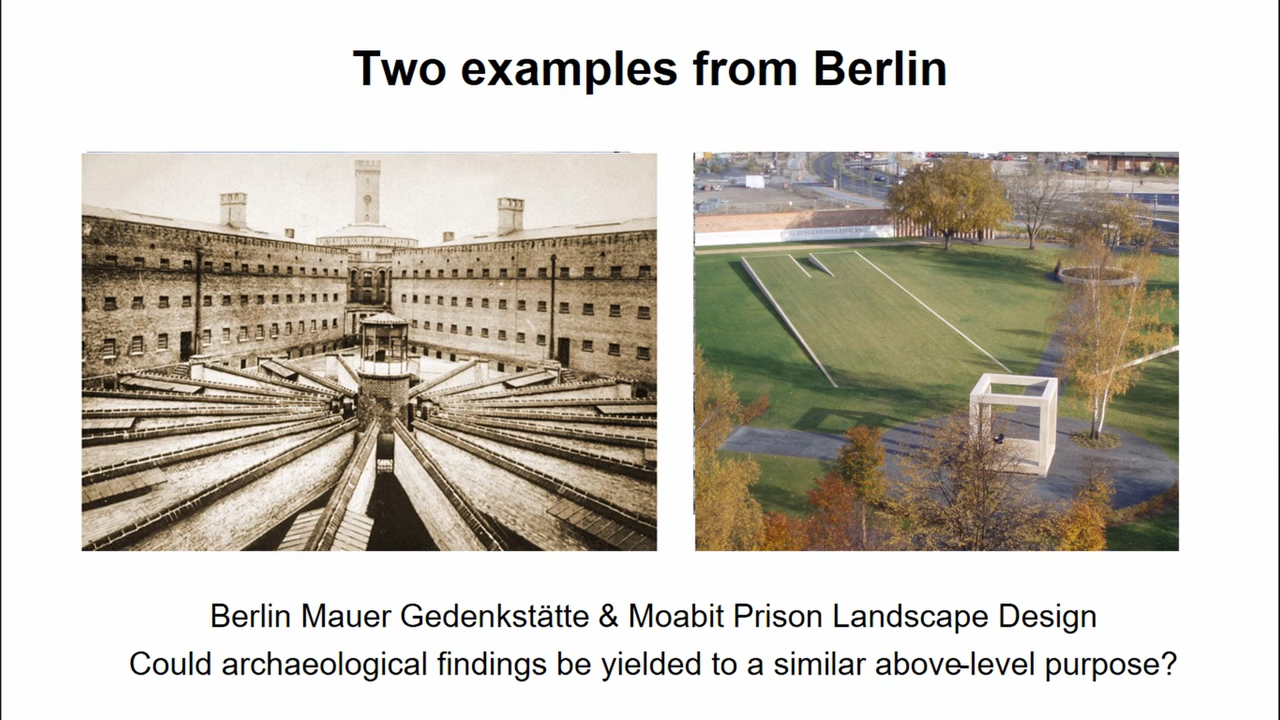 Two examples from Berlin
Berlin Mauer Gedenkstätte & Moabit Prison Landscape Design
Could archaeological findings be yielded to a similar above-level purpose?